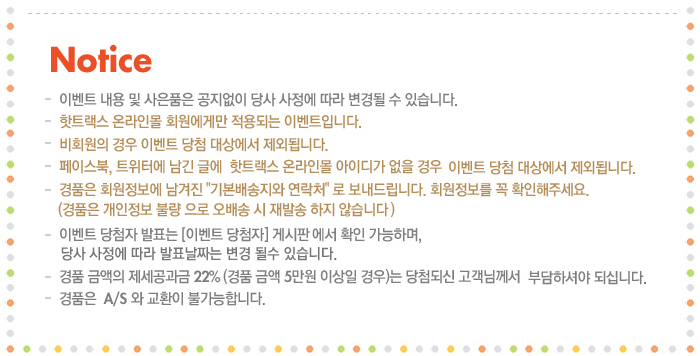 Notice
- 이벤트 내용 및 사은품은 공지없이 당사 사정에 따라 변경될 수 있습니다.
- 핫트랙스 온라인몰 회원에게만 적용되는 이벤트입니다.
- 비회원의 경우 이벤트 당첨 대상에서 제외됩니다.
- 페이스북, 트위터에 남긴 글에 핫트랙스 온라인몰 아이디가 없을 경우 이벤트 당첨 대상에서 제외됩니다.
- 경품은 회원정보에 남겨진 "기본배송지와 연락처" 로 보내드립니다. 회원정보를 꼭 확인해주세요.
(경품은 개인정보 불량 으로 오배송 시 재발송 하지 않습니다)
- 이벤트 당첨자 발표는 [이벤트 당첨자] 게시판 에서 확인 가능하며,
당사 사정에 따라 발표날짜는 변경 될수 있습니다.
- 경품 금액의 제세공과금 22% (경품 금액 5만원 이상일 경우)는 당첨되신 고객님께서 부담하셔야 되십니다.
- 경품은 A/S 와 교환이 불가능합니다.